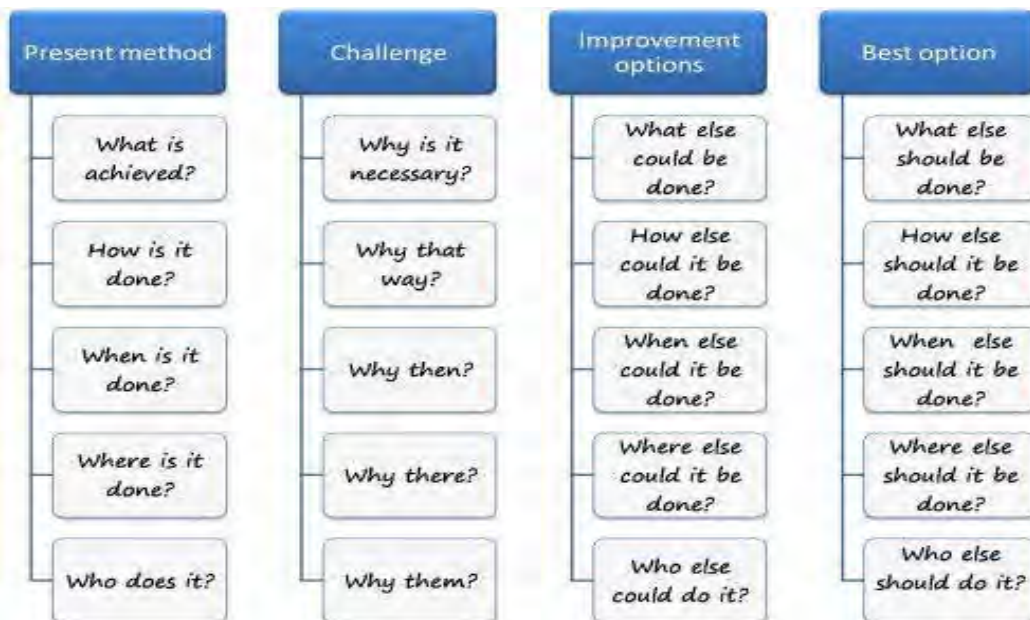 Present method
What is
achieved?
How is it
done?
When is it
done?
Where is it
done?
Who does it?
Challenge
Why is it
necessary?
Why that
way?
Why then?
Why there?
Why them?
Improvement
options
What else
could be
done?
How else
could it be
done?
When else
could it be
done?
Where else
could it be
done?
Who else
could do it?
Best option
What else
should be
done?
How else
should it be
done?
When else
should it be
done?
Where else
should it be
done?
Who else
should do it?